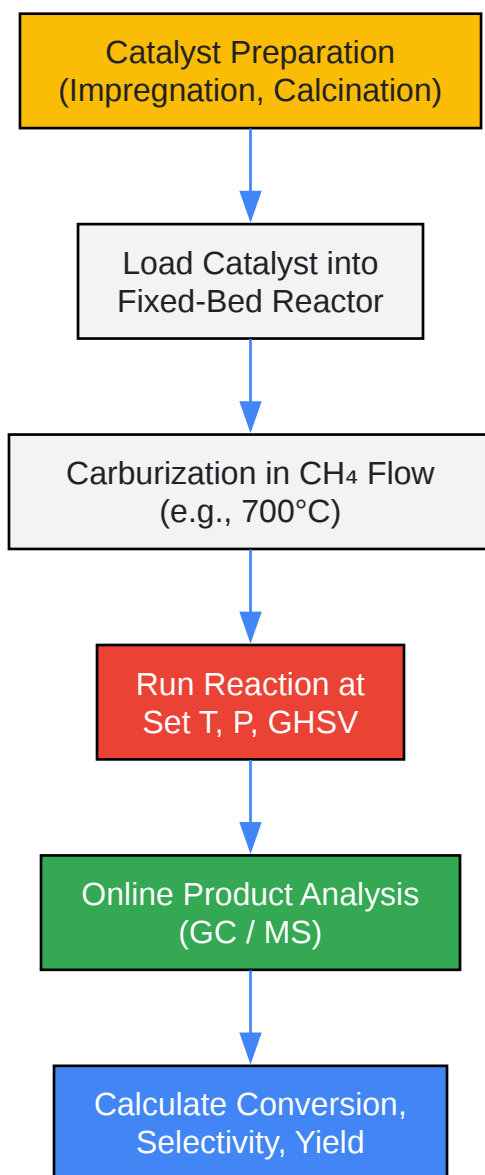 Catalyst Preparation
(Impregnation, Calcination)
Load Catalyst into
Fixed-Bed Reactor
Carburization in CH₄ Flow
(e.g., 700°C)
Run Reaction at
Set T, P, GHSV
Online Product Analysis
(GC / MS)
Calculate Conversion,
Selectivity, Yield